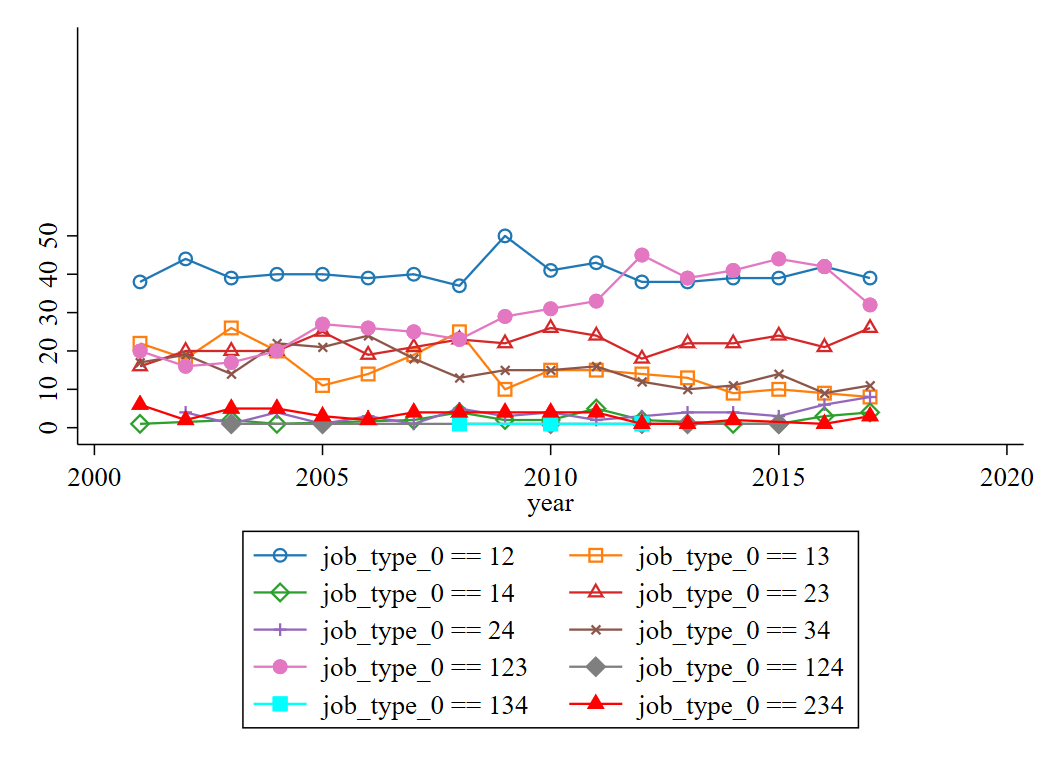 50
40
30
20
10
0
2000 2005 2010 2015 2020
year
job_type_0 == 12 job_type_0 == 13
job_type_0 == 14 job_type_0 == 23
job_type_0 == 24 job_type_0 == 34
job_type_0 == 123 job_type_0 == 124
job_type_0 == 134 job_type_0 == 234